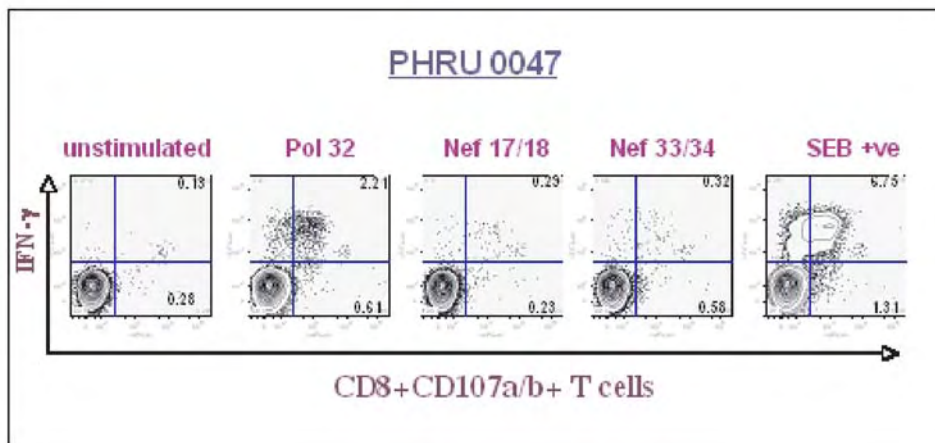 PHRU 0047
unstimulated Pol 32 Nef 17/18 Nef 33/34 SEB +ve
0.13 2.21 0.29 0.32 6.75
IFN-γ
0.28 0.61 0.23 0.58 1.31
CD8+CD107a/b+ T cells